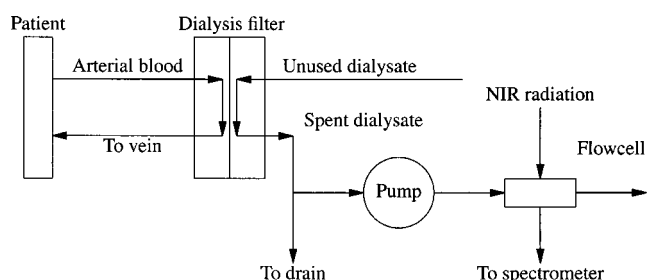 Patient
Dialysis filter
Arterial blood
Unused dialysate
NIR radiation
Spent dialysate
To vein
Flowcell
Pump
To drain
To spectrometer